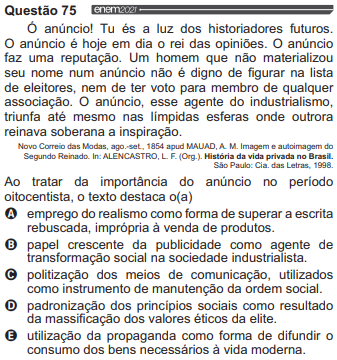 Questão 75 enem2021
Ó anúncio! Tu és a luz dos historiadores futuros.
O anúncio é hoje em dia o rei das opiniões. O anúncio
faz uma reputação. Um homem que não materializou
seu nome num anúncio não é digno de figurar na lista
de eleitores, nem de ter voto para membro de qualquer
associação. O anúncio, esse agente do industrialismo,
triunfa até mesmo nas límpidas esferas onde outrora
reinava soberana a inspiração.
Novo Correio das Modas, ago.-set., 1854 apud MAUAD, A. M. Imagem e autoimagem do
Segundo Reinado. In: ALENCASTRO, L. F. (Org.). História da vida privada no Brasil.
São Paulo: Cia. das Letras, 1998.
Ao tratar da importância do anúncio no período
oitocentista, o texto destaca o(a)
A emprego do realismo como forma de superar a escrita
rebuscada, imprópria à venda de produtos.
B papel crescente da publicidade como agente de
transformação social na sociedade industrialista.
C politização dos meios de comunicação, utilizados
como instrumento de manutenção da ordem social.
D padronização dos princípios sociais como resultado
da massificação dos valores éticos da elite.
E utilização da propaganda como forma de difundir o
consumo dos bens necessários à vida moderna.